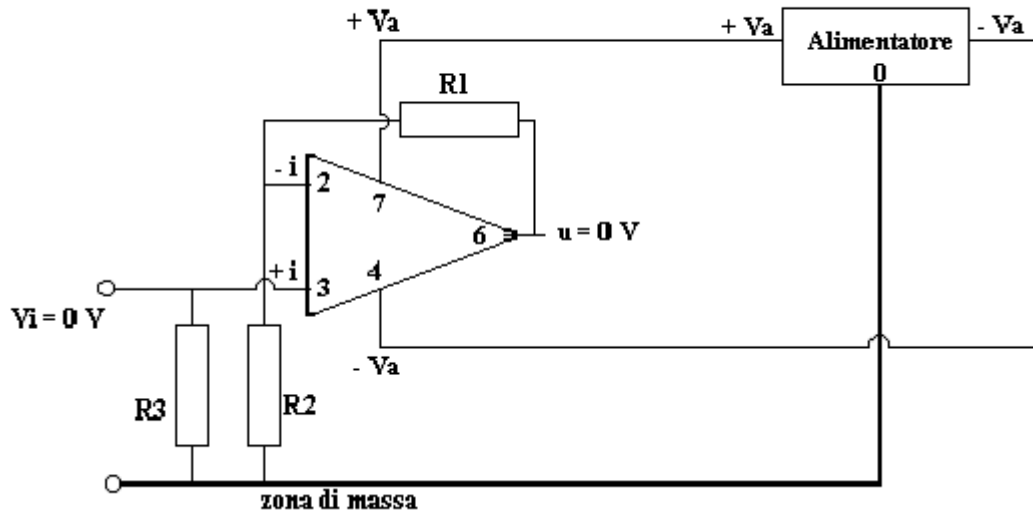 + Va
+ Va
Alimentatore
0
- Va
R1
- i
2
7
6
u = 0 V
+ i
3
4
Vi = 0 V
- Va
R3
R2
zona di massa